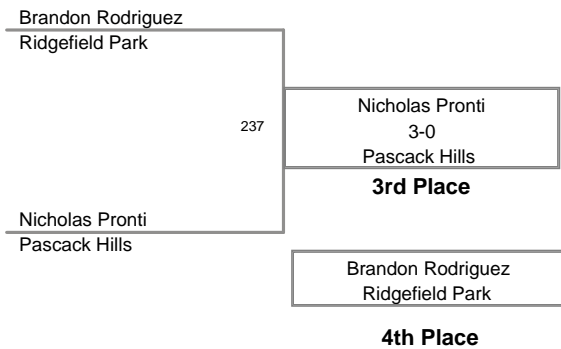 Brandon Rodriguez
Ridgefield Park
237
Nicholas Pronti
3-0
Pascack Hills
3rd Place
Nicholas Pronti
Pascack Hills
Brandon Rodriguez
Ridgefield Park
4th Place